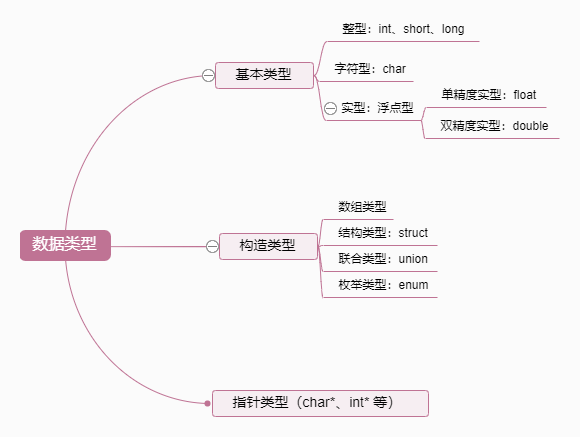 数据类型
基本类型
整型：int、short、long
字符型：char
实型：浮点型
单精度实型：float
双精度实型：double
构造类型
数组类型
结构类型：struct
联合类型：union
枚举类型：enum
指针类型（char*、int* 等）